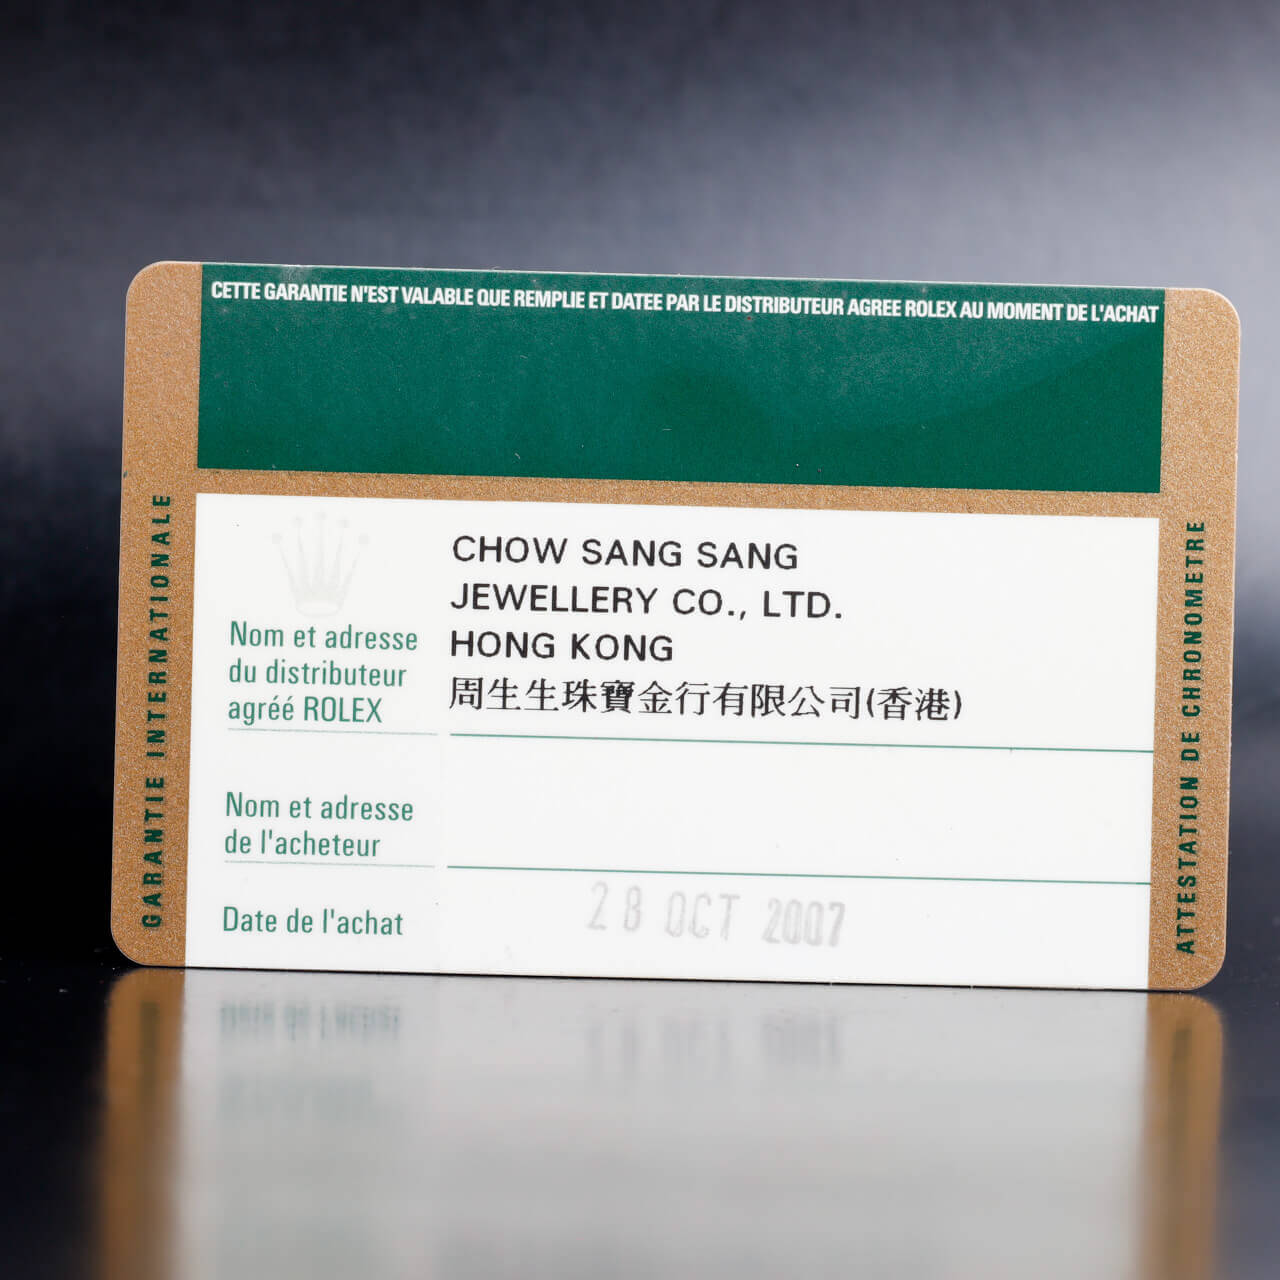 CETTE GARANTIE N'EST VALABLE QUE REMPLIE ET DATEE PAR LE DISTRIBUTEUR AGREE ROLEX AU MOMENT DE L'ACHAT
GARANTIE INTERNATIONALE
CHOW SANG SANG
JEWELLERY CO., LTD.
HONG KONG
周生生珠寶金行有限公司(香港)
Nom et adresse
du distributeur
agréé ROLEX
Nom et adresse
de l'acheteur
Date de l'achat
28 OCT 2007
ATTESTATION DE CHRONOMETRE